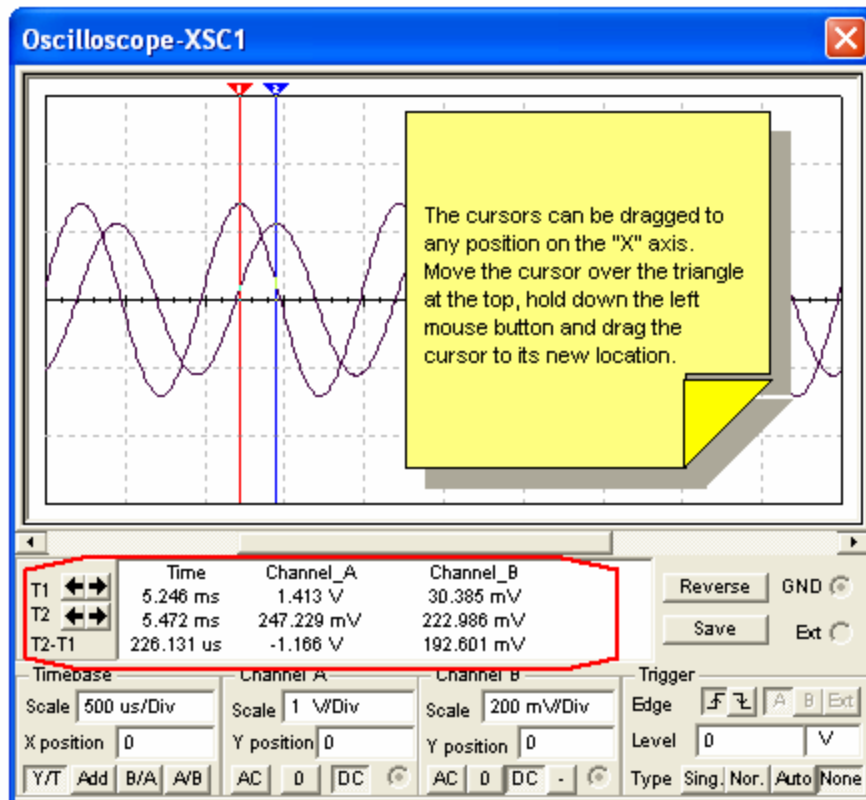 Oscilloscope-XSC1
1 2
The cursors can be dragged to
any position on the "X" axis.
Move the cursor over the triangle
at the top, hold down the left
mouse button and drag the
cursor to its new location.
Time Channel_A Channel_B
T1 5.246 ms 1.413 V 30.385 mV
T2 5.472 ms 247.229 mV 222.986 mV
T2-T1 226.131 us -1.166 V 192.601 mV
Reverse GND
Save Ext
Timebase Channel A Channel B Trigger
Scale 500 us/Div Scale 1 V/Div Scale 200 mV/Div Edge A B Ext
X position 0 Y position 0 Y position 0 Level 0 V
Y/T Add B/A A/B AC 0 DC AC 0 DC - Type Sing. Nor. Auto None